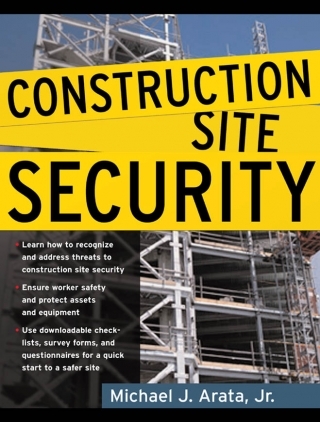 CONSTRUCTION
SITE
SECURITY
• Learn how to recognize
and address threats to
construction site security
• Ensure worker safety
and protect assets
and equipment
• Use downloadable check-
lists, survey forms, and
questionnaires for a quick
start to a safer site
Michael J. Arata, Jr.